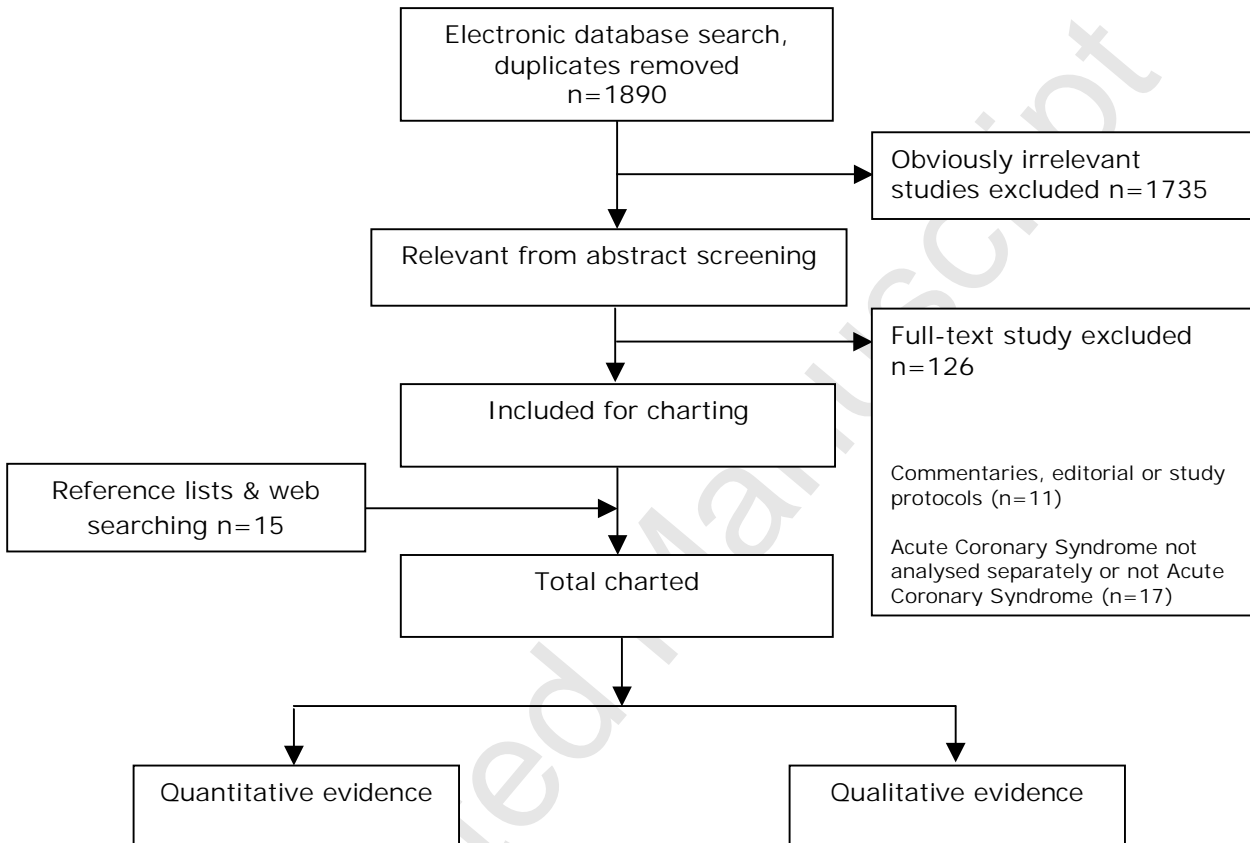 Electronic database search,
duplicates removed
n=1890
Obviously irrelevant
studies excluded n=1735
Relevant from abstract screening
Full-text study excluded
n=126
Included for charting
Commentaries, editorial or study
protocols (n=11)
Acute Coronary Syndrome not
analysed separately or not Acute
Coronary Syndrome (n=17)
Reference lists & web
searching n=15
Total charted
Quantitative evidence
Qualitative evidence
ed Manuscript